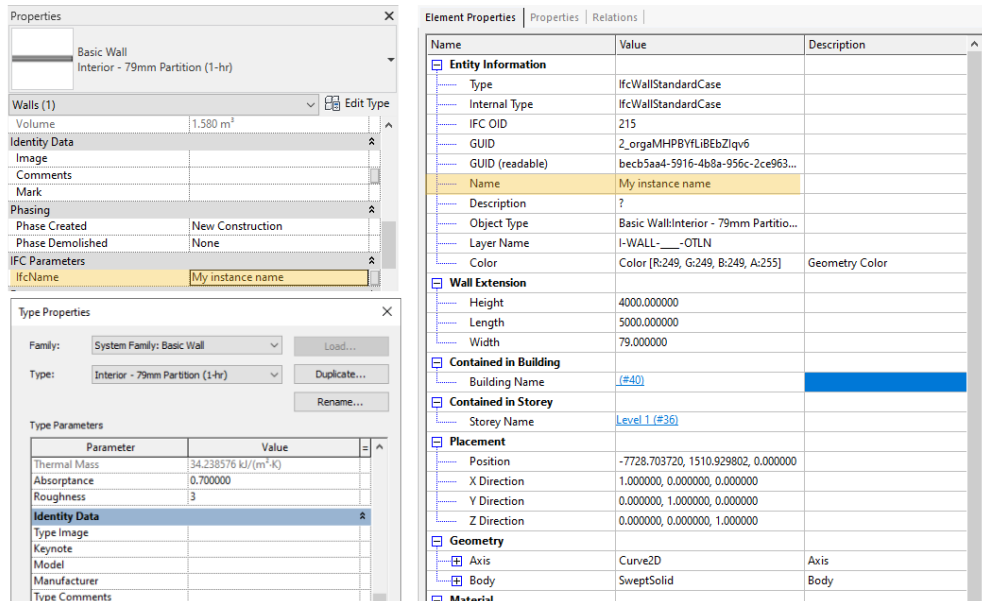 Properties
Basic Wall
Interior - 79mm Partition (1-hr)
Walls (1)
Edit Type
Volume 1.580 m³
Identity Data
Image
Comments
Mark
Phasing
Phase Created New Construction
Phase Demolished None
IFC Parameters
IfcName My instance name
Type Properties
Family: System Family: Basic Wall Load...
Type: Interior - 79mm Partition (1-hr) Duplicate...
Rename...
Type Parameters
Parameter Value =
Thermal Mass 34.238576 kJ/(m²·K)
Absorptance 0.700000
Roughness 3
Identity Data
Type Image
Keynote
Model
Manufacturer
Type Comments
Element Properties Properties Relations
Name Value Description
Entity Information
Type IfcWallStandardCase
Internal Type IfcWallStandardCase
IFC OID 215
GUID 2_orgaMHPBYfLiBEbZIqv6
GUID (readable) becb5aa4-5916-4b8a-956c-2ce963...
Name My instance name
Description ?
Object Type Basic Wall:Interior - 79mm Partitio...
Layer Name I-WALL-___-OTLN
Color Color [R:249, G:249, B:249, A:255] Geometry Color
Wall Extension
Height 4000.000000
Length 5000.000000
Width 79.000000
Contained in Building
Building Name (#40)
Contained in Storey
Storey Name Level 1 (#36)
Placement
Position -7728.703720, 1510.929802, 0.000000
X Direction 1.000000, 0.000000, 0.000000
Y Direction 0.000000, 1.000000, 0.000000
Z Direction 0.000000, 0.000000, 1.000000
Geometry
Axis Curve2D Axis
Body SweptSolid Body
Material